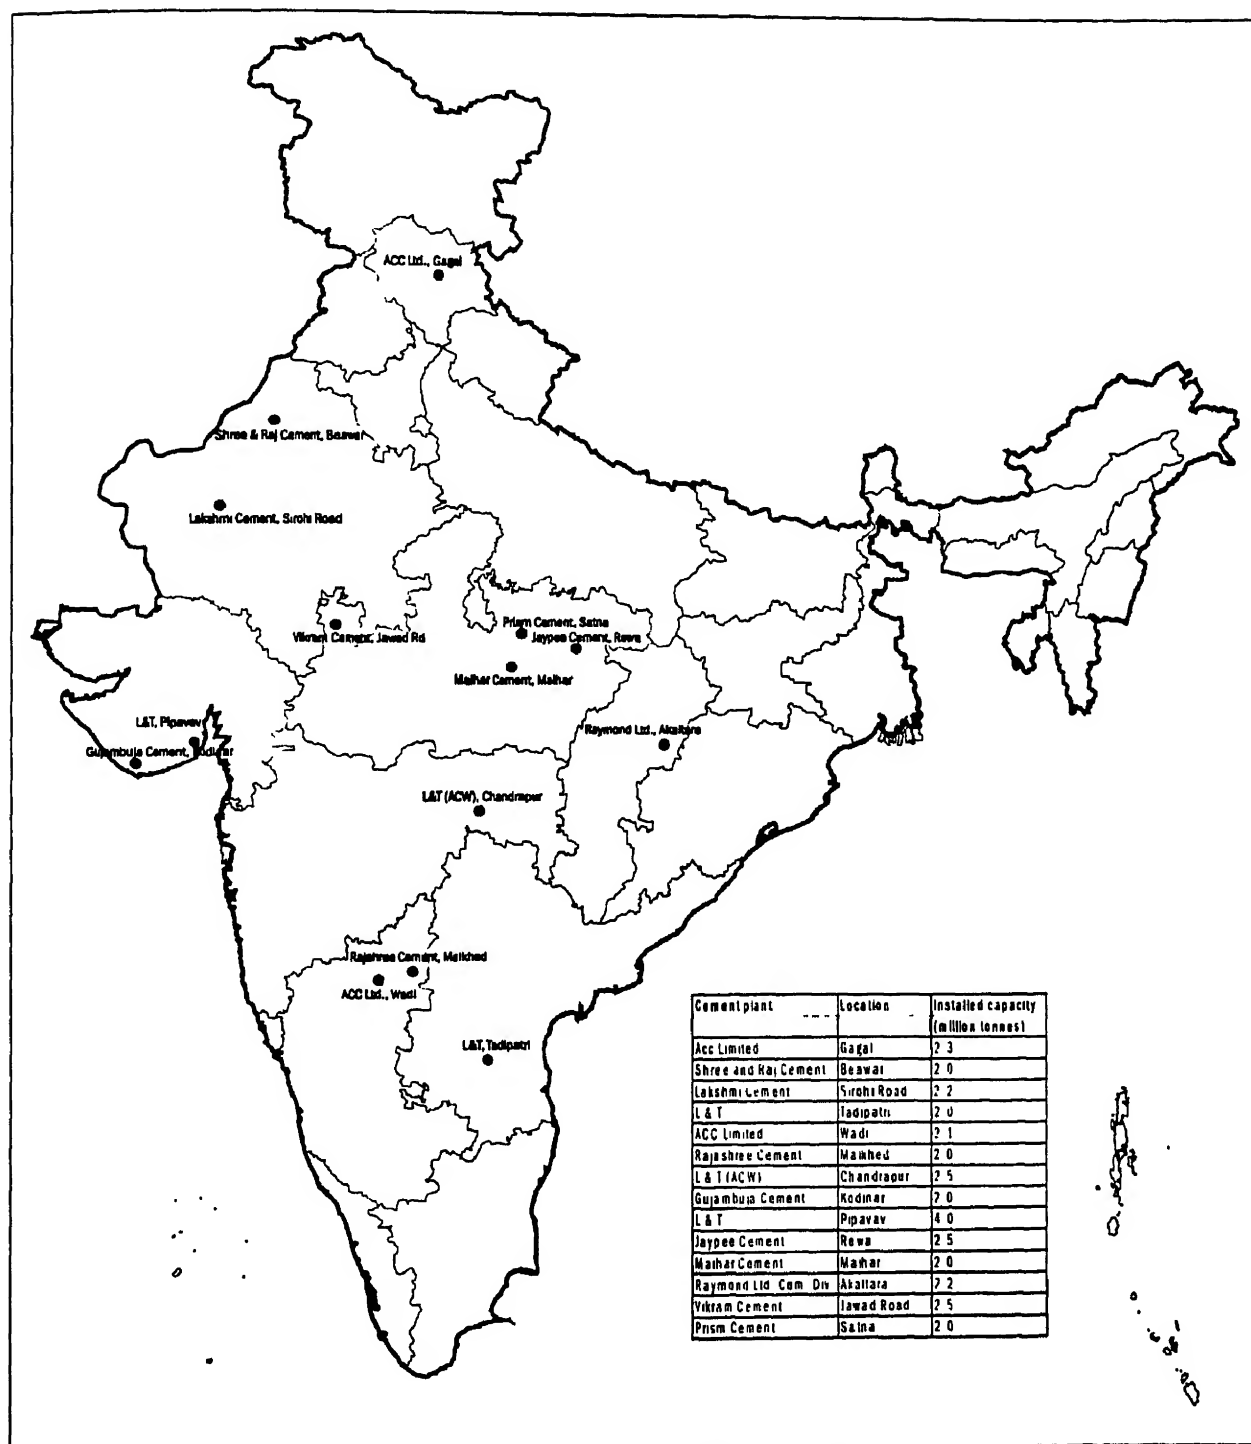 ACC Ltd., Gagal
Shree & Raj Cement, Beawar
Lakshmi Cement, Sirohi Road
Vikram Cement, Jawad Rd
Prism Cement, Satna
Jaypee Cement, Rewa
Maihar Cement, Maihar
L&T, Pipavav
Gujambuja Cement, Kodinar
Raymond Ltd., Akaltara
L&T (ACW), Chandrapur
Rajashree Cement, Malkhed
ACC Ltd., Wadi
L&T, Tadipatri
Cement plant Location Installed capacity
(million tonnes)
Acc Limited Gagal 2 3
Shree and Raj Cement Beawar 2 0
Lakshmi Cement Sirohi Road 2 2
L & T Tadipatri 2 0
ACC Limited Wadi 2 1
Rajashree Cement Malkhed 2 0
L & T (ACW) Chandrapur 2 5
Gujambuja Cement Kodinar 2 0
L & T Pipavav 4 0
Jaypee Cement Rewa 2 5
Maihar Cement Maihar 2 0
Raymond Ltd Cem Div Akaltara 2 2
Vikram Cement Jawad Road 2 5
Prism Cement Satna 2 0